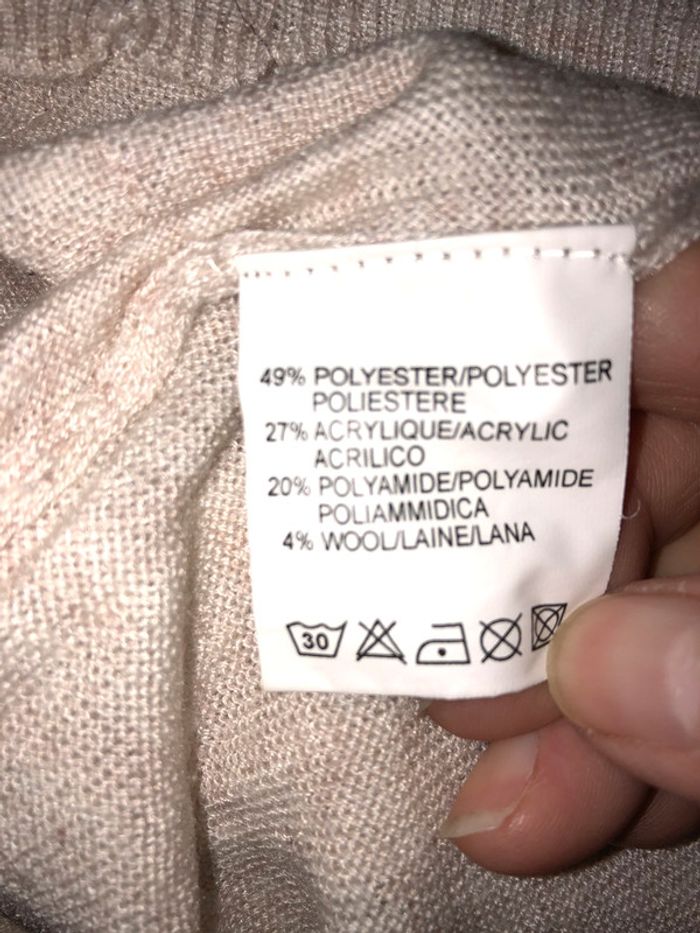 49% POLYESTER/POLYESTER
POLIESTERE
27% ACRYLIQUE/ACRYLIC
ACRILICO
20% POLYAMIDE/POLYAMIDE
POLIAMMIDICA
4% WOOL/LAINE/LANA
30